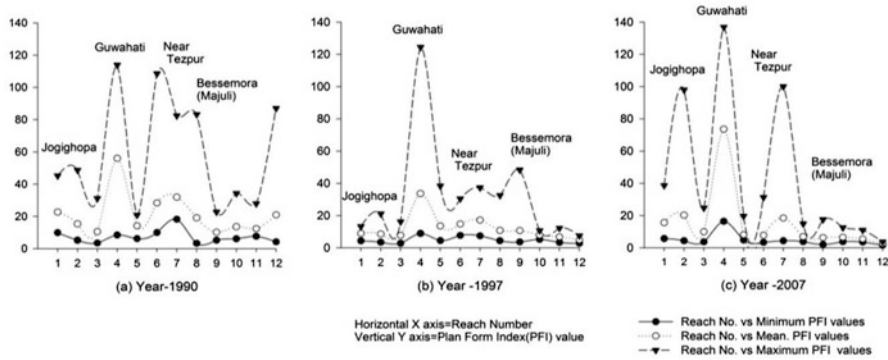 140
120
100
80
60
40
20
0
Guwahati
Near
Tezpur
Bessemora
(Majuli)
Jogighopa
1 2 3 4 5 6 7 8 9 10 11 12
(a) Year-1990
140
120
100
80
60
40
20
0
Guwahati
Bessemora
(Majuli)
Near
Tezpur
Jogighopa
1 2 3 4 5 6 7 8 9 10 11 12
(b) Year-1997
140
120
100
80
60
40
20
0
Guwahati
Jogighopa
Near
Tezpur
Bessemora
(Majuli)
1 2 3 4 5 6 7 8 9 10 11 12
(c) Year -2007
Horizontal X axis=Reach Number
Vertical Y axis=Plan Form Index(PFI) value
Reach No. vs Minimum PFI values
Reach No. vs Mean. PFI values
Reach No. vs Maximum PFI values